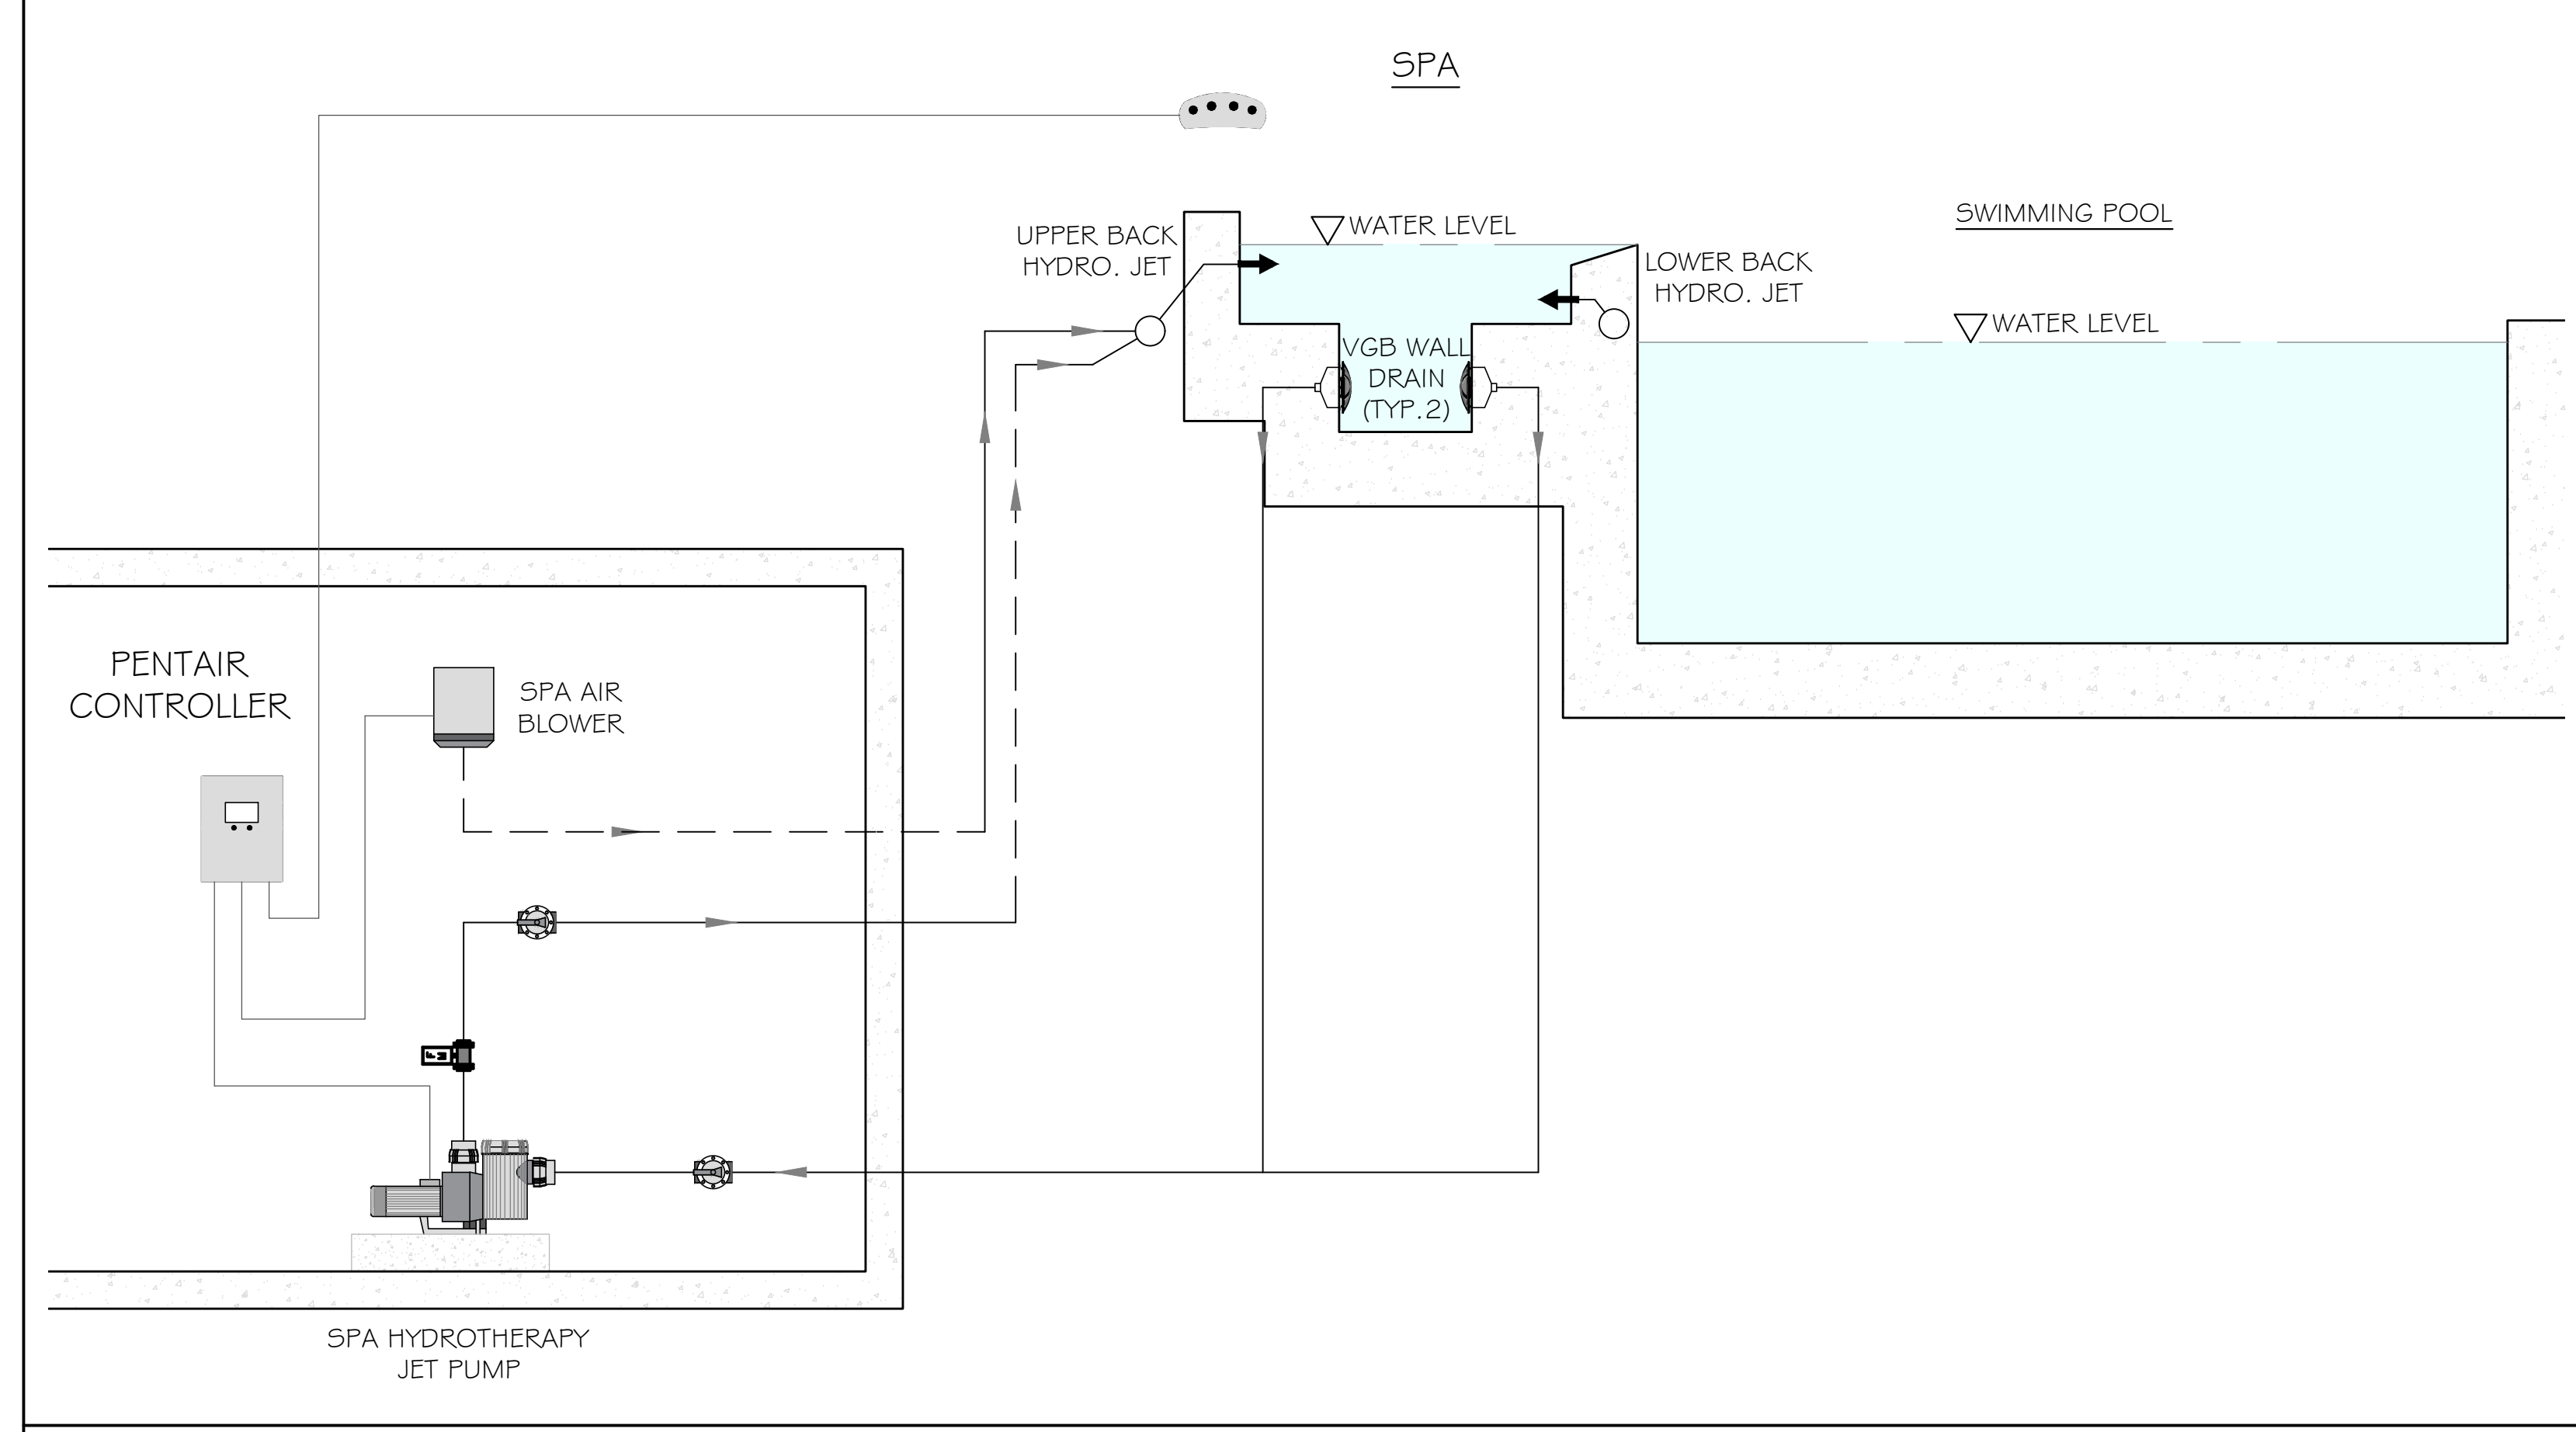 SPA
SWIMMING POOL
UPPER BACK
HYDRO. JET
WATER LEVEL
LOWER BACK
HYDRO. JET
WATER LEVEL
VGB WALL
DRAIN
(TYP.2)
PENTAIR
CONTROLLER
SPA AIR
BLOWER
F
M
SPA HYDROTHERAPY
JET PUMP